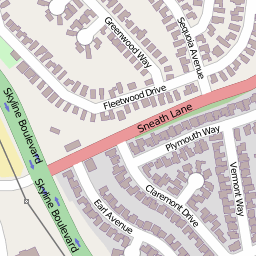 Greenwood Way
Sequoia Avenue
Fleetwood Drive
Sneath Lane
Skyline Boulevard
Plymouth Way
Skyline Boulevard
Earl Avenue
Claremont Drive
Vermont Way